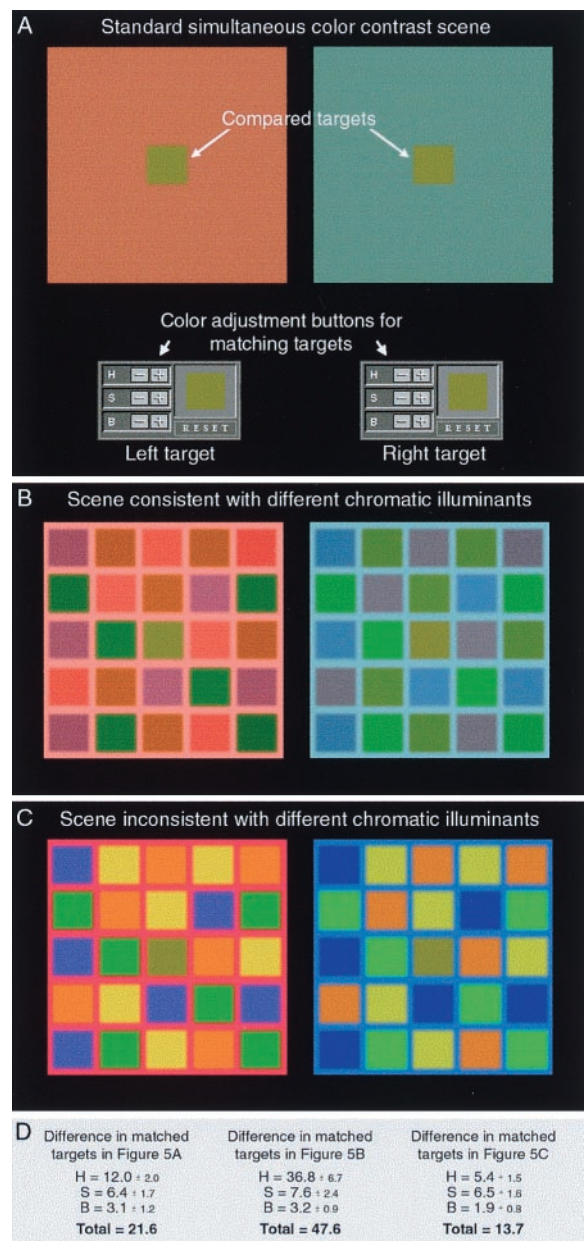 A
Standard simultaneous color contrast scene
Compared targets
Color adjustment buttons for
matching targets
H − +
S − +
B − +
RESET
Left target
H − +
S − +
B − +
RESET
Right target
B
Scene consistent with different chromatic illuminants
C
Scene inconsistent with different chromatic illuminants
D
Difference in matched
targets in Figure 5A
H = 12.0 ± 2.0
S = 6.4 ± 1.7
B = 3.1 ± 1.2
Total = 21.6
Difference in matched
targets in Figure 5B
H = 36.8 ± 6.7
S = 7.6 ± 2.4
B = 3.2 ± 0.9
Total = 47.6
Difference in matched
targets in Figure 5C
H = 5.4 ± 1.5
S = 6.5 ± 1.6
B = 1.9 ± 0.8
Total = 13.7